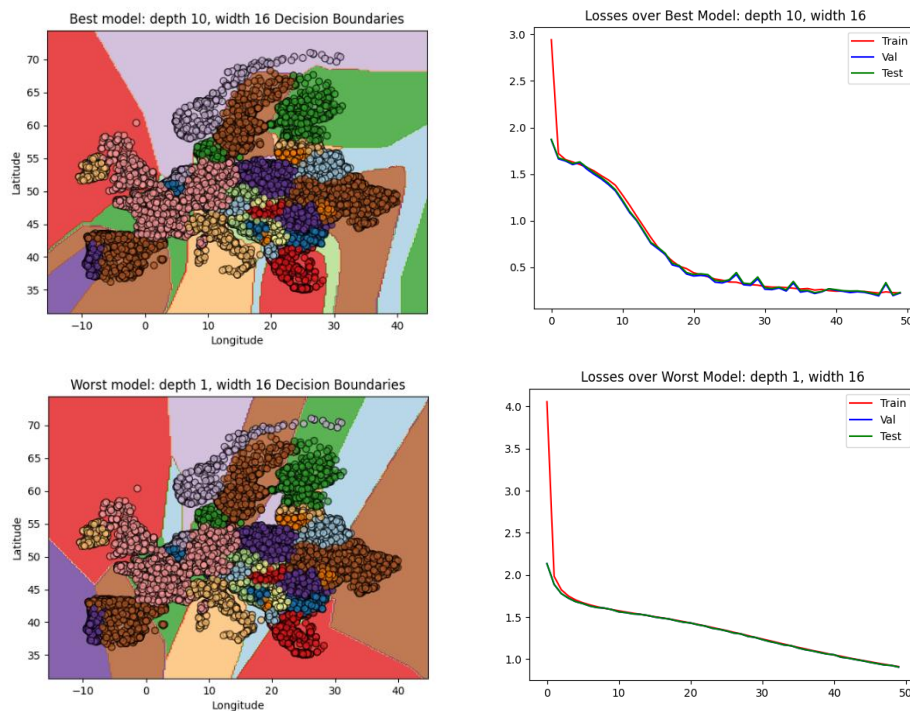 Best model: depth 10, width 16 Decision Boundaries
70
65
60
55
50
45
40
35
Latitude
−10 0 10 20 30 40
Longitude
Losses over Best Model: depth 10, width 16
Train
Val
Test
3.0
2.5
2.0
1.5
1.0
0.5
0 10 20 30 40 50
Worst model: depth 1, width 16 Decision Boundaries
70
65
60
55
50
45
40
35
Latitude
−10 0 10 20 30 40
Longitude
Losses over Worst Model: depth 1, width 16
Train
Val
Test
4.0
3.5
3.0
2.5
2.0
1.5
1.0
0 10 20 30 40 50